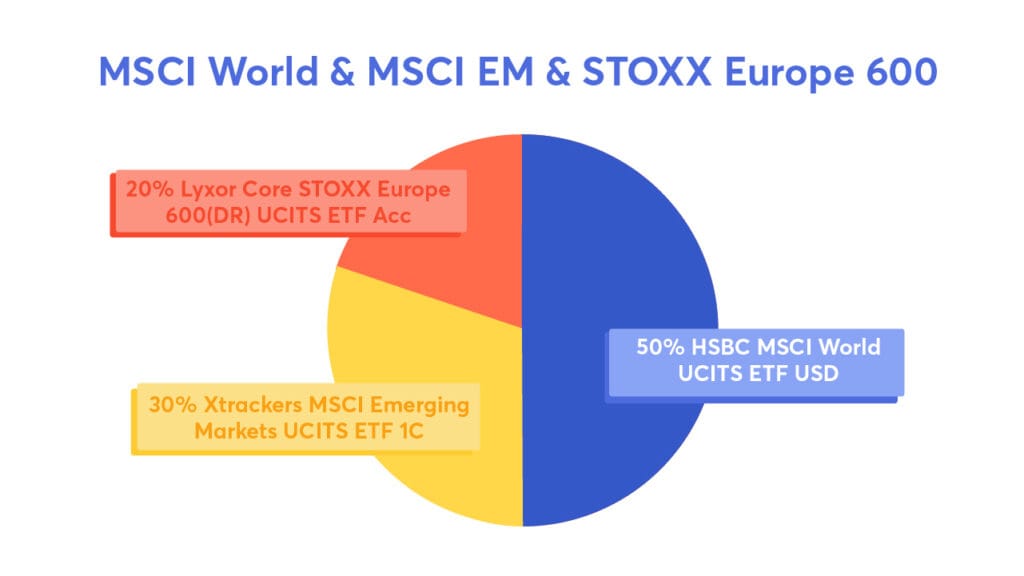 MSCI World & MSCI EM & STOXX Europe 600
20% Lyxor Core STOXX Europe
600(DR) UCITS ETF Acc
50% HSBC MSCI World
UCITS ETF USD
30% Xtrackers MSCI Emerging
Markets UCITS ETF 1C